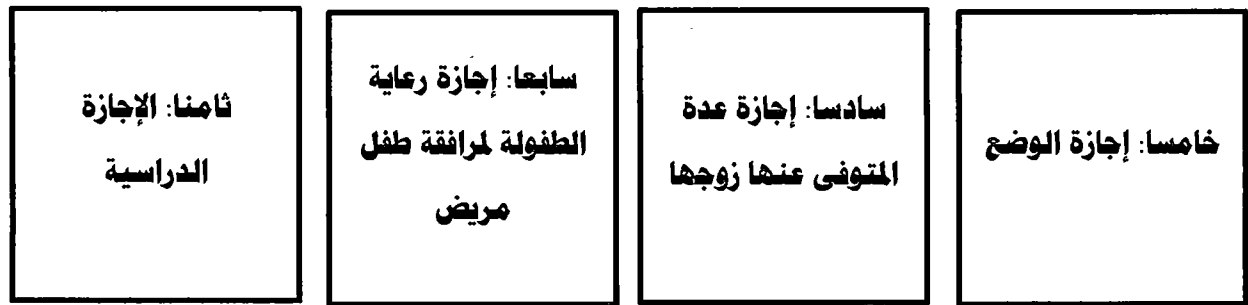 خامسا: إجازة الوضع
سادسا: إجازة عدة
المتوفى عنها زوجها
سابعا: إجازة رعاية
الطفولة لمرافقة طفل
مريض
ثامنا: الإجازة
الدراسية